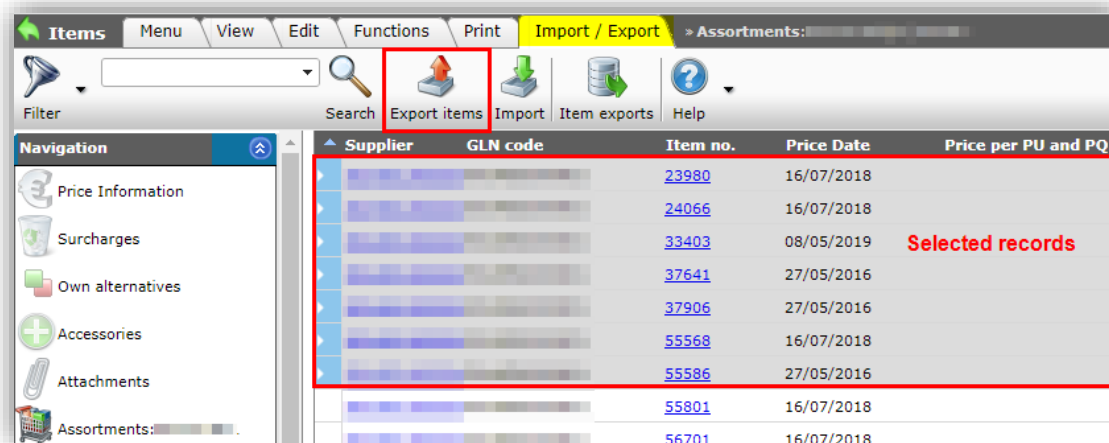 Items Menu View Edit Functions Print Import / Export » Assortments:
Filter Search Export items Import Item exports Help
Navigation
Price Information
Surcharges
Own alternatives
Accessories
Attachments
Assortments:
Supplier GLN code Item no. Price Date Price per PU and PQ
23980 16/07/2018
24066 16/07/2018
33403 08/05/2019 Selected records
37641 27/05/2016
37906 27/05/2016
55568 16/07/2018
55586 27/05/2016
55801 16/07/2018
56701 16/07/2018